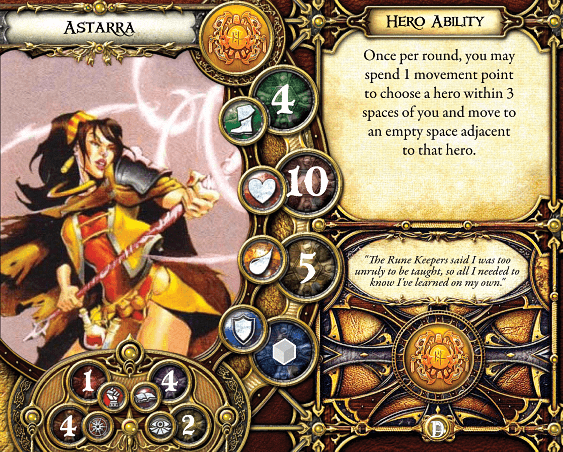 Astarra
4
10
5
1
4
4
2
Hero Ability
Once per round, you may
spend 1 movement point
to choose a hero within 3
spaces of you and move to
an empty space adjacent
to that hero.
"The Rune Keepers said I was too
unruly to be taught, so all I needed to
know I've learned on my own."
D